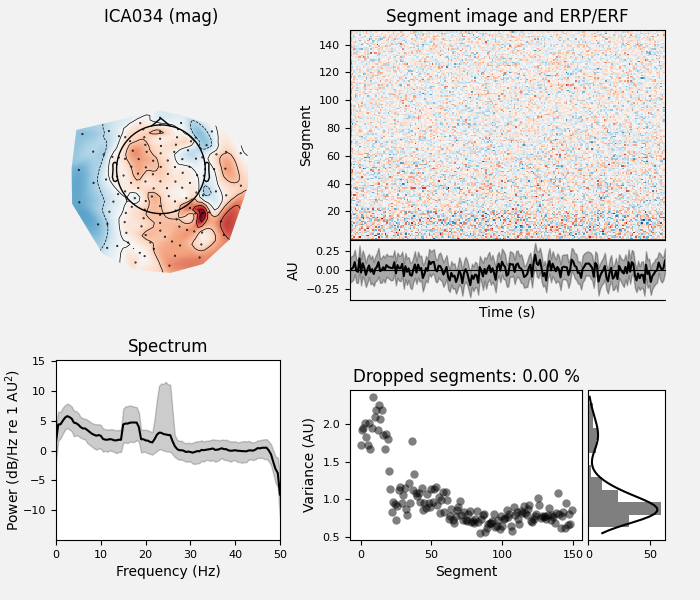 ICA034 (mag)
Segment image and ERP/ERF
140
120
100
80
60
40
20
Segment
0.25
0.00
−0.25
AU
Time (s)
Spectrum
15
10
5
0
−5
−10
Power (dB/Hz re 1 AU²)
0 10 20 30 40 50
Frequency (Hz)
Dropped segments: 0.00 %
2.0
1.5
1.0
0.5
Variance (AU)
0 50 100 150
Segment
0 50